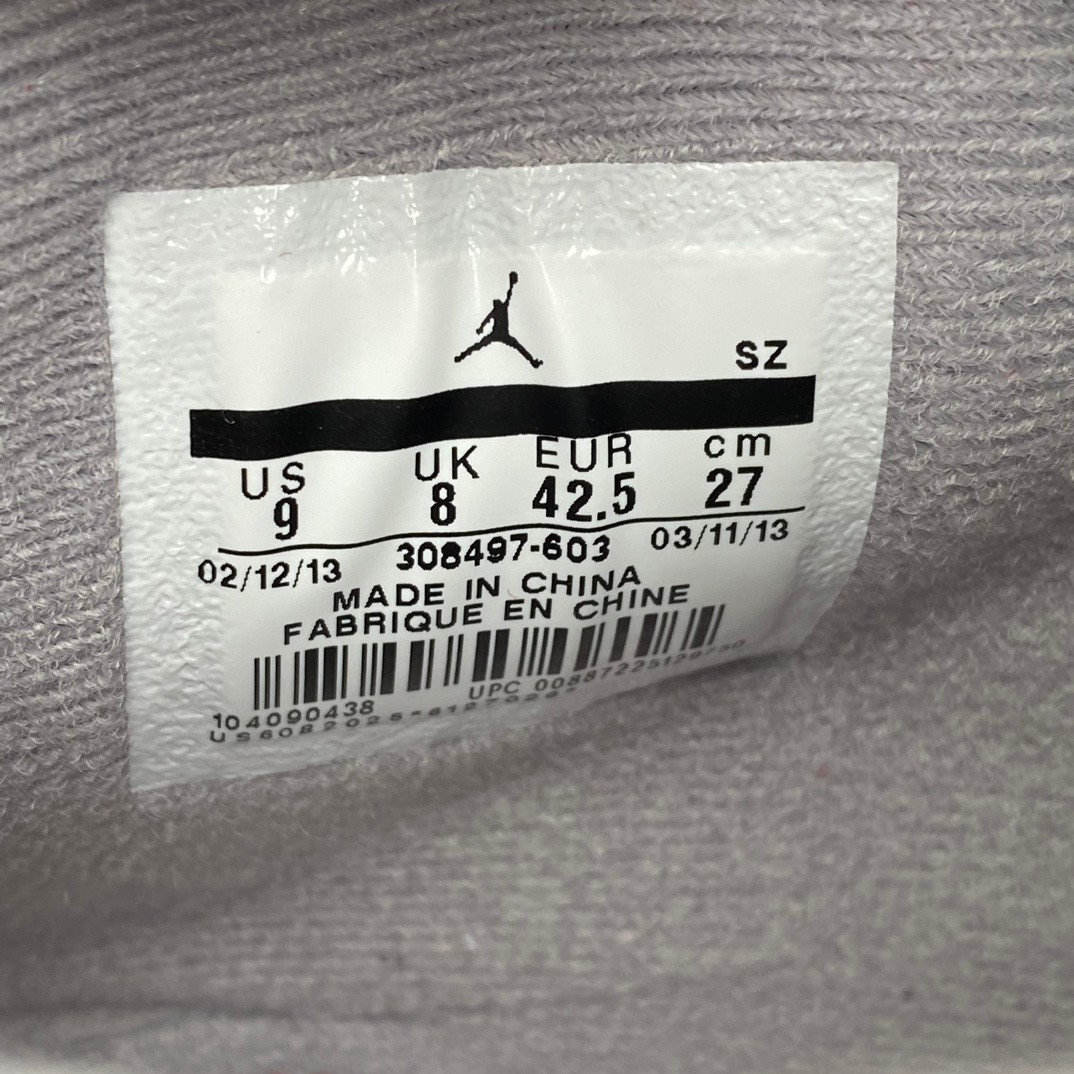 SZ
US UK EUR cm
9 8 42.5 27
02/12/13 308497-603 03/11/13
MADE IN CHINA
FABRIQUE EN CHINE
104090438 UPC